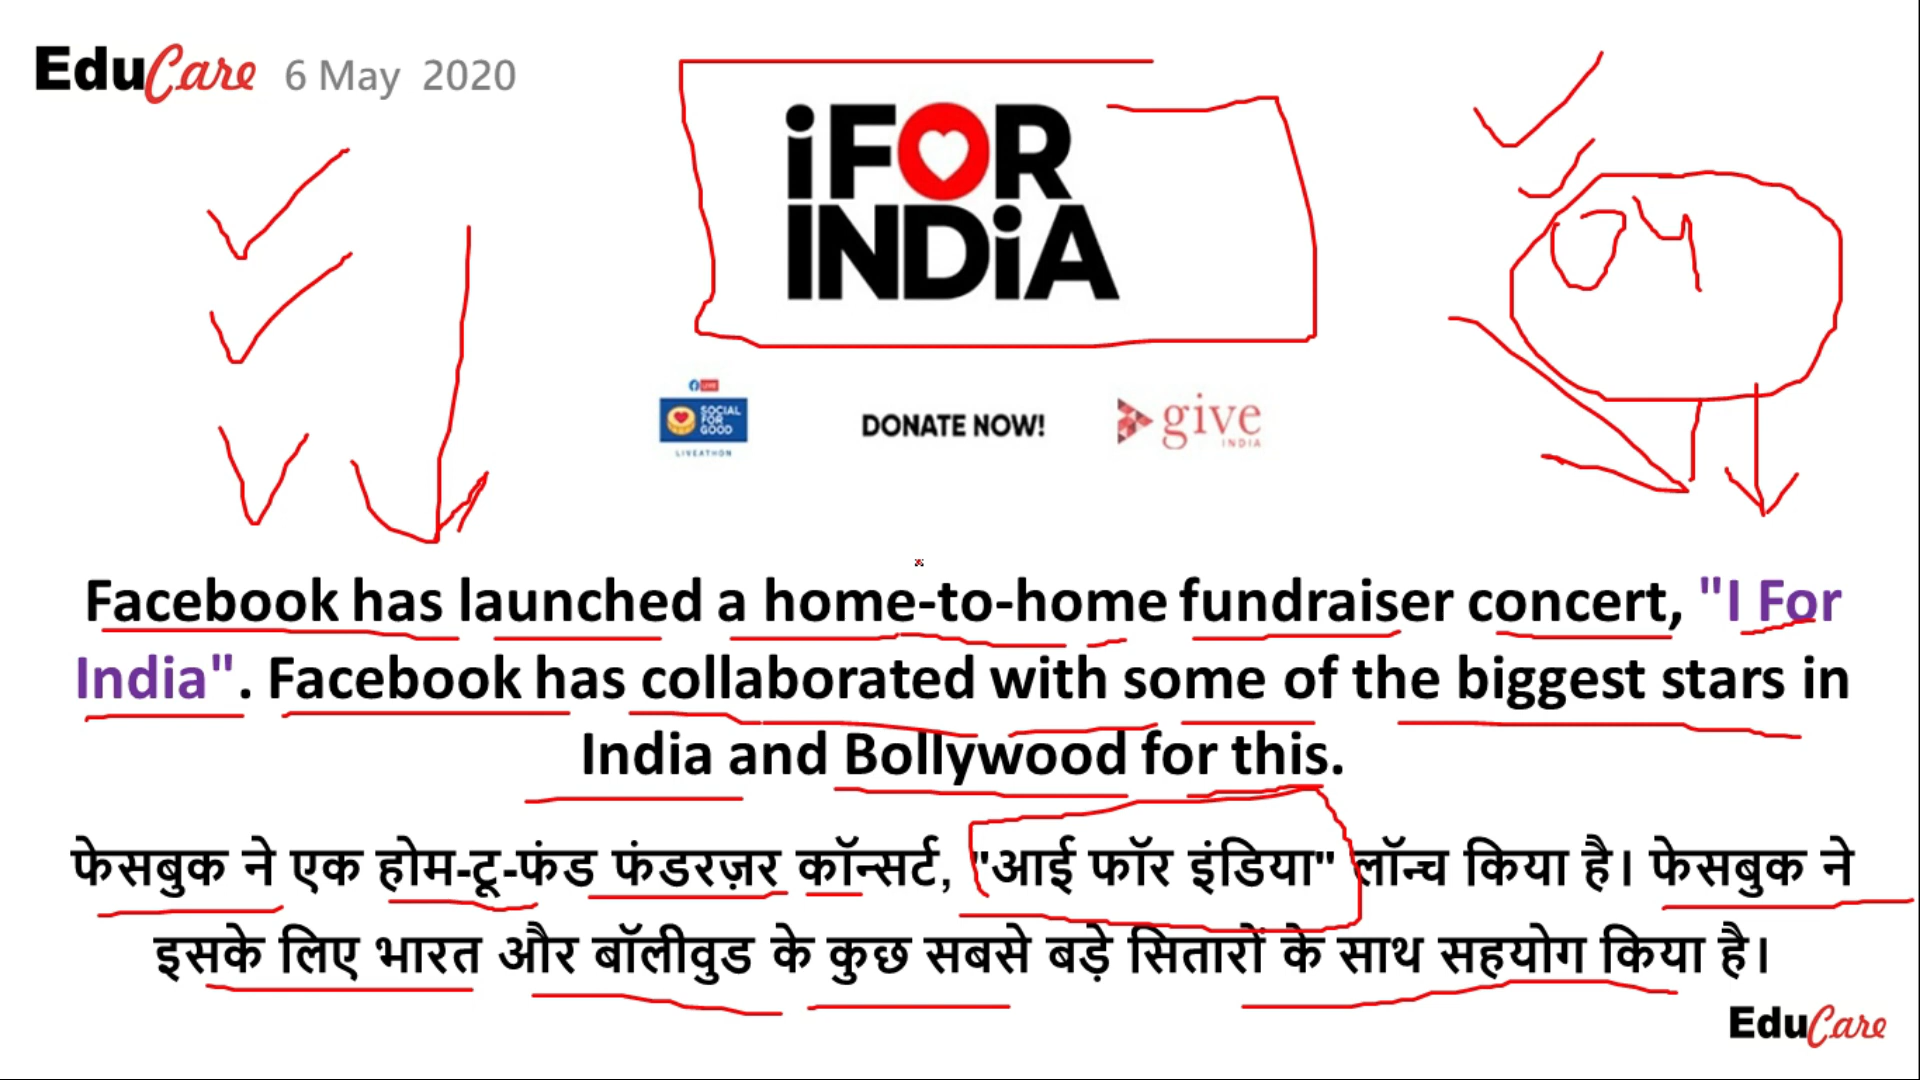 EduCare 6 May 2020
iFOR
INDiA
LIVE
SOCIAL
FOR
GOOD
LIVEATHON
DONATE NOW!
give
INDIA
04
Facebook has launched a home-to-home fundraiser concert, "I For
India". Facebook has collaborated with some of the biggest stars in
India and Bollywood for this.
फेसबुक ने एक होम-टू-फंड फंडरज़र कॉन्सर्ट, "आई फॉर इंडिया" लॉन्च किया है। फेसबुक ने
इसके लिए भारत और बॉलीवुड के कुछ सबसे बड़े सितारों के साथ सहयोग किया है।
EduCare